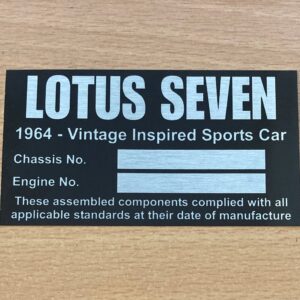 LOTUS SEVEN
1964 - Vintage Inspired Sports Car
Chassis No.
Engine No.
These assembled components complied with all
applicable standards at their date of manufacture